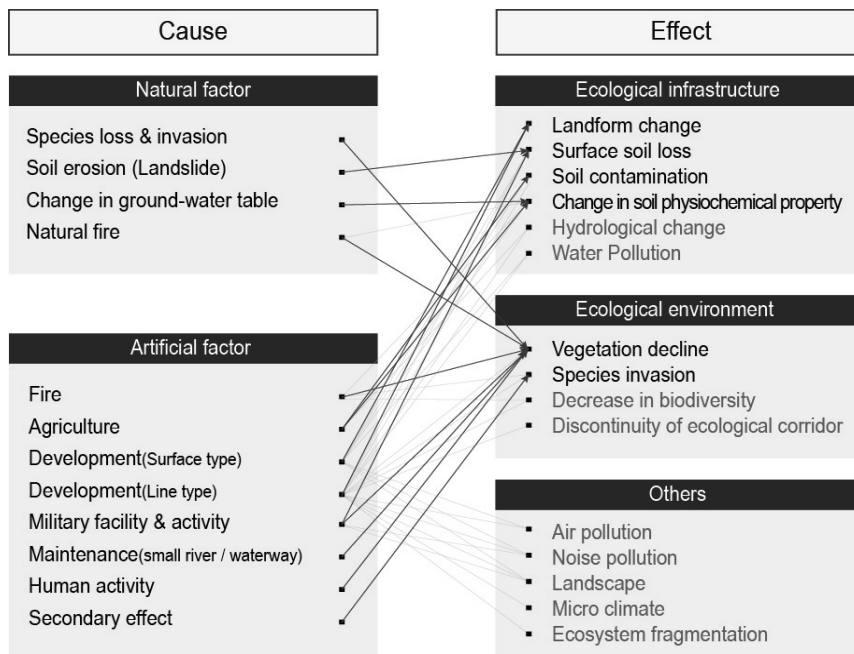 Cause
Natural factor
Species loss & invasion
Soil erosion (Landslide)
Change in ground-water table
Natural fire
Artificial factor
Fire
Agriculture
Development(Surface type)
Development(Line type)
Military facility & activity
Maintenance(small river / waterway)
Human activity
Secondary effect
Effect
Ecological infrastructure
Landform change
Surface soil loss
Soil contamination
Change in soil physiochemical property
Hydrological change
Water Pollution
Ecological environment
Vegetation decline
Species invasion
Decrease in biodiversity
Discontinuity of ecological corridor
Others
Air pollution
Noise pollution
Landscape
Micro climate
Ecosystem fragmentation